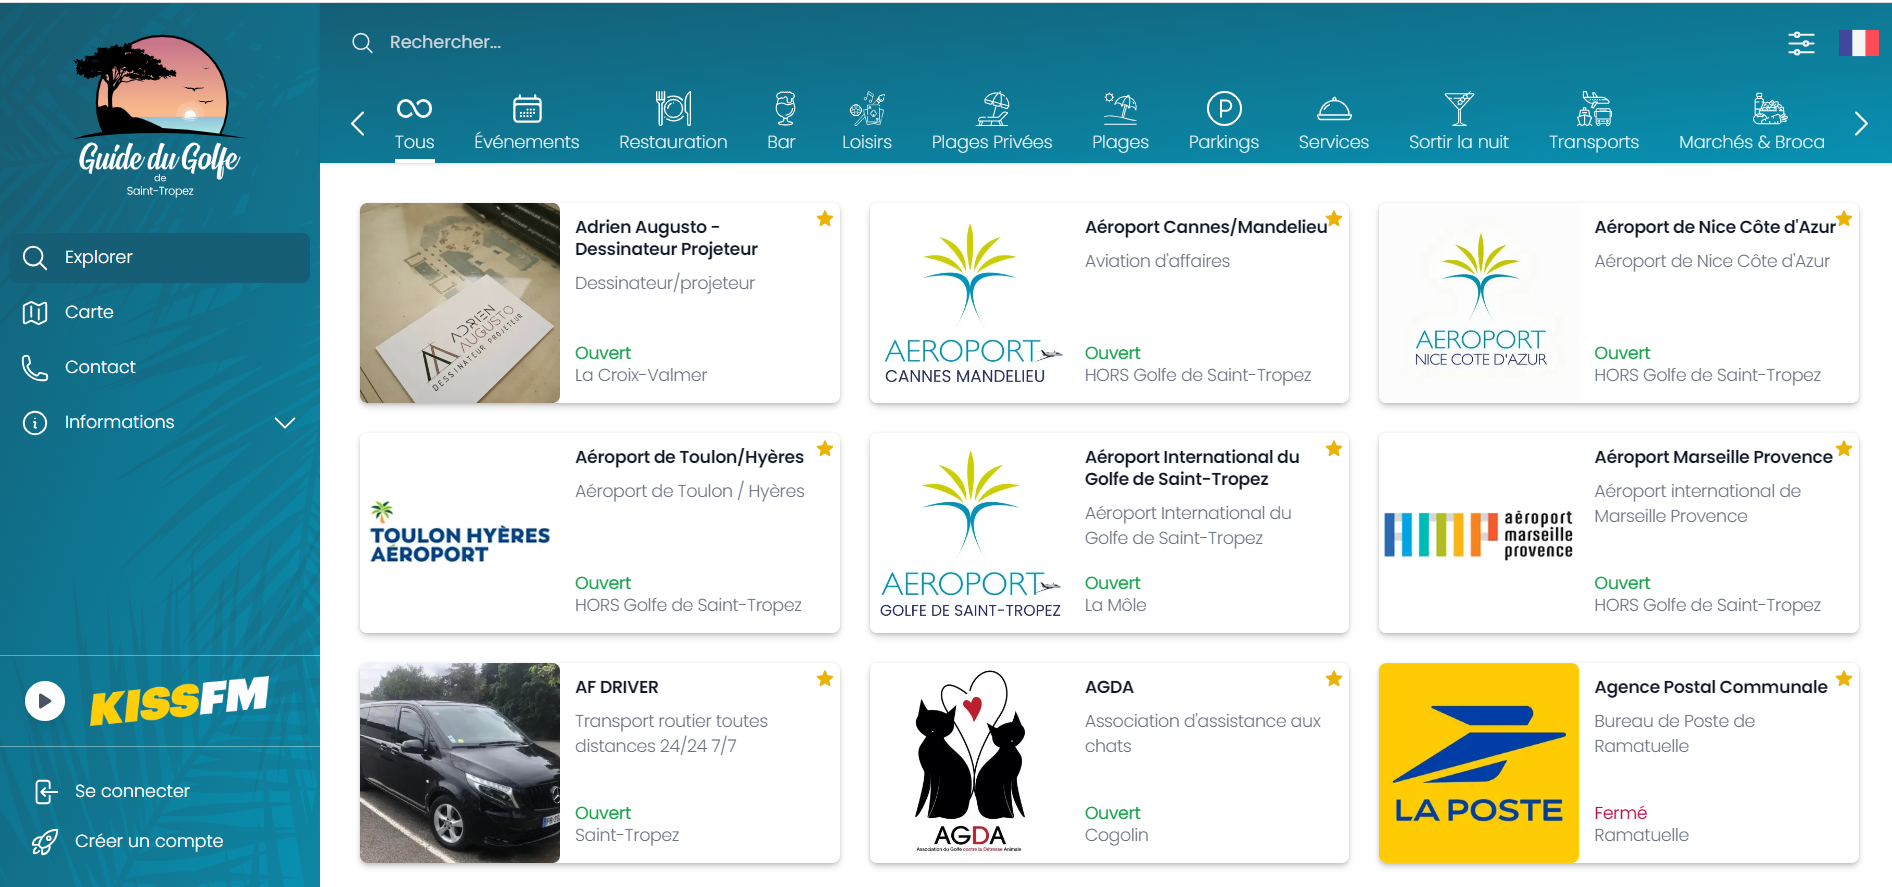 Guide du Golfe
de
Saint-Tropez
Explorer
Carte
Contact
Informations
KISSFM
Se connecter
Créer un compte
Rechercher...
Tous
Événements
Restauration
Bar
Loisirs
Plages Privées
Plages
Parkings
Services
Sortir la nuit
Transports
Marchés & Broca
ADRIEN
AUGUSTO
DESSINATEUR PROJETEUR
Adrien Augusto -
Dessinateur Projeteur
Dessinateur/projeteur
Ouvert
La Croix-Valmer
AEROPORT
CANNES MANDELIEU
Aéroport Cannes/Mandelieu
Aviation d'affaires
Ouvert
HORS Golfe de Saint-Tropez
AEROPORT
NICE COTE D'AZUR
Aéroport de Nice Côte d'Azur
Aéroport de Nice Côte d'Azur
Ouvert
HORS Golfe de Saint-Tropez
TOULON HYÈRES
AÉROPORT
Aéroport de Toulon/Hyères
Aéroport de Toulon / Hyères
Ouvert
HORS Golfe de Saint-Tropez
AEROPORT
GOLFE DE SAINT-TROPEZ
Aéroport International du
Golfe de Saint-Tropez
Aéroport International du
Golfe de Saint-Tropez
Ouvert
La Môle
aéroport
marseille
provence
Aéroport Marseille Provence
Aéroport international de
Marseille Provence
Ouvert
HORS Golfe de Saint-Tropez
AF DRIVER
Transport routier toutes
distances 24/24 7/7
Ouvert
Saint-Tropez
AGDA
Association du Golfe contre la Détresse Animale
AGDA
Association d'assistance aux
chats
Ouvert
Cogolin
LA POSTE
Agence Postal Communale
Bureau de Poste de
Ramatuelle
Fermé
Ramatuelle